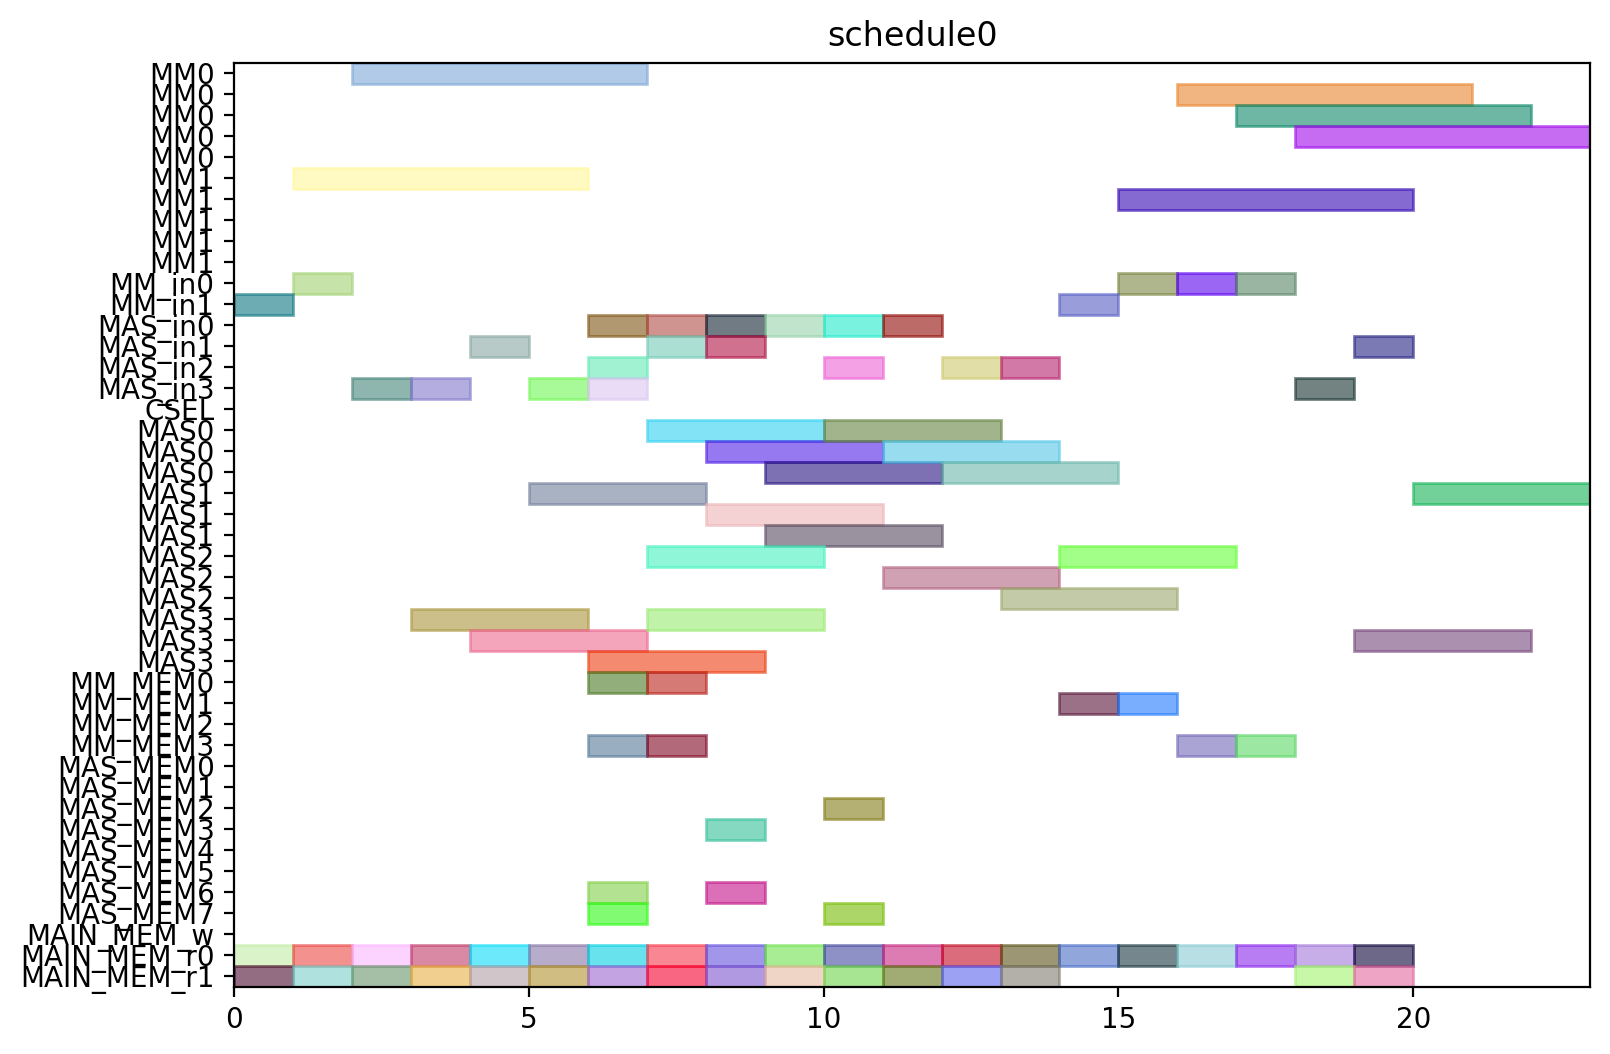 schedule0
MM0
MM0
MM0
MM0
MM0
MM1
MM1
MM1
MM1
MM1
MM_in0
MM_in1
MAS_in0
MAS_in1
MAS_in2
MAS_in3
CSEL
MAS0
MAS0
MAS0
MAS1
MAS1
MAS1
MAS2
MAS2
MAS2
MAS3
MAS3
MAS3
MM_MEM0
MM_MEM1
MM_MEM2
MM_MEM3
MAS_MEM0
MAS_MEM1
MAS_MEM2
MAS_MEM3
MAS_MEM4
MAS_MEM5
MAS_MEM6
MAS_MEM7
MAIN_MEM_w
MAIN_MEM_r0
MAIN_MEM_r1
0 5 10 15 20